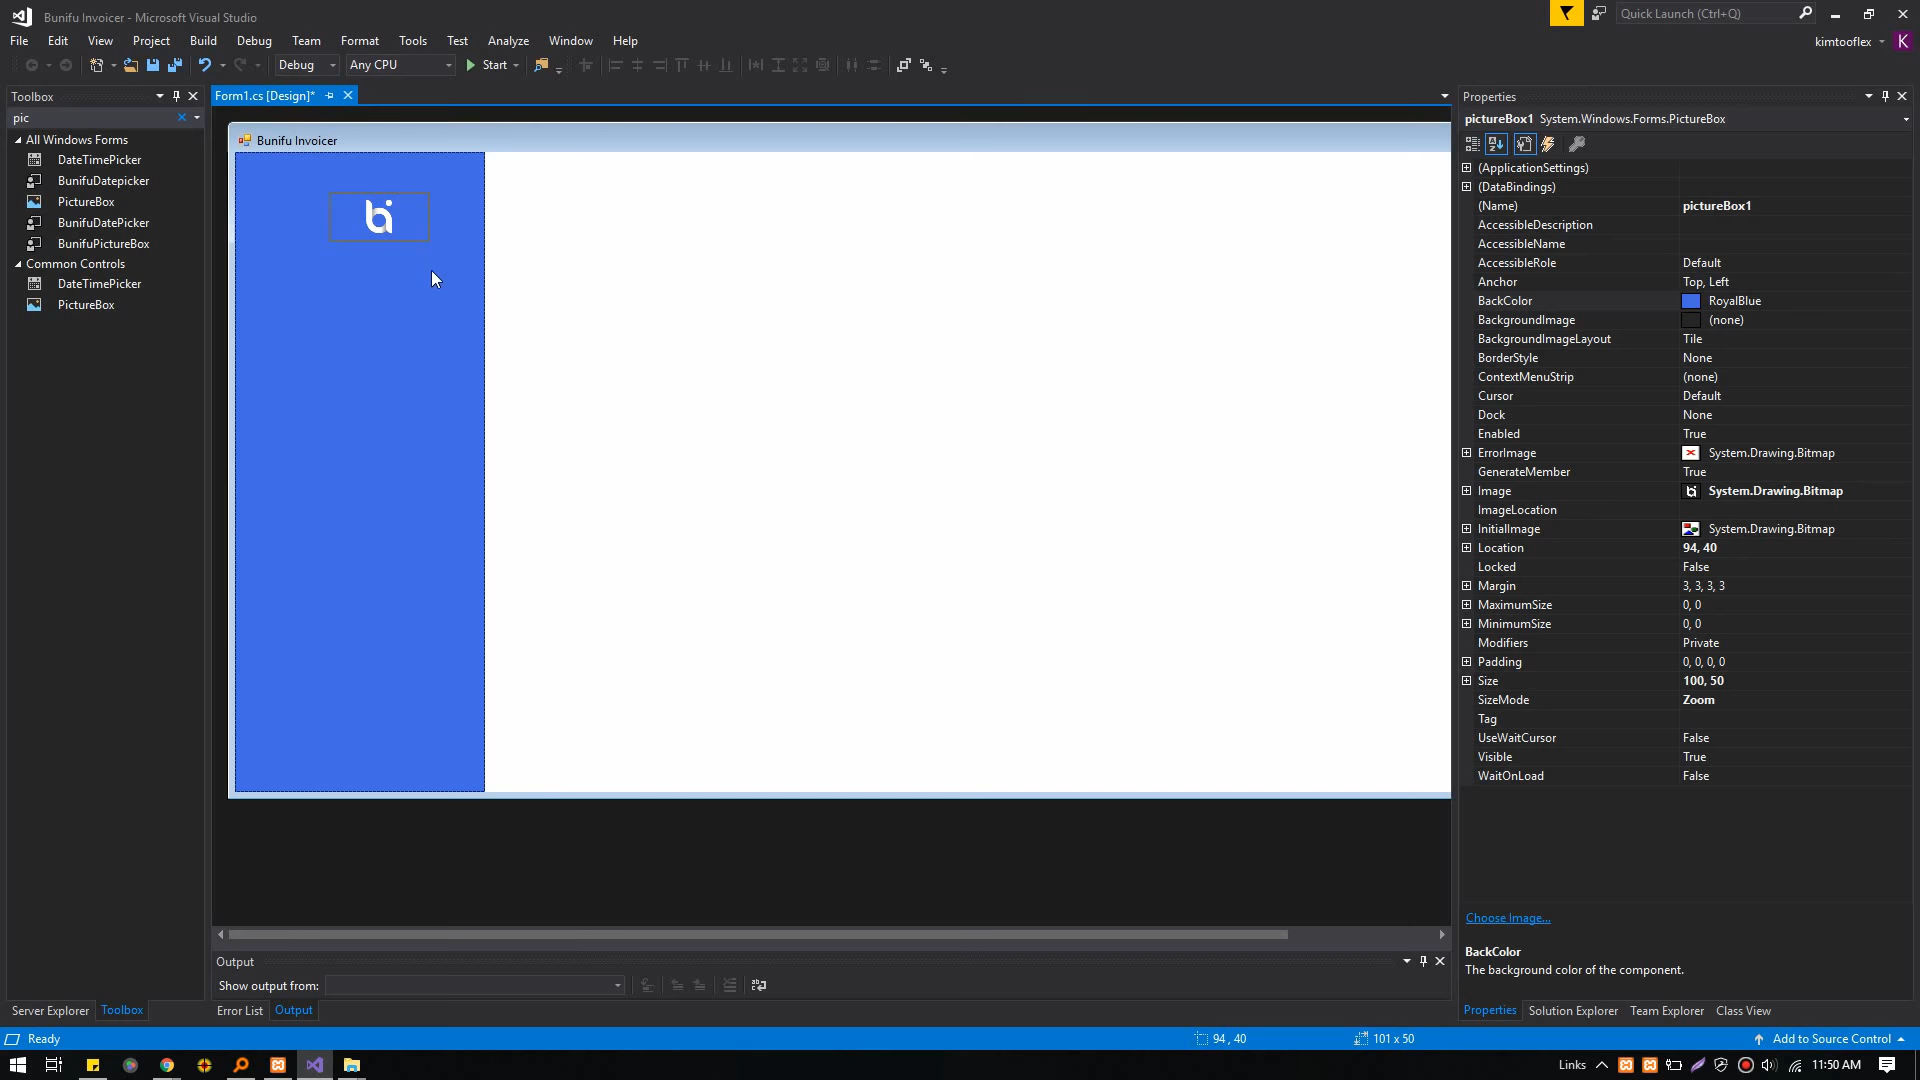 Bunifu Invoicer - Microsoft Visual Studio
Quick Launch (Ctrl+Q)
File Edit View Project Build Debug Team Format Tools Test Analyze Window Help
kimtooflex K
Debug Any CPU Start
Toolbox
Form1.cs [Design]*
Properties
pic
pictureBox1 System.Windows.Forms.PictureBox
All Windows Forms
DateTimePicker
BunifuDatepicker
PictureBox
BunifuDatePicker
BunifuPictureBox
Common Controls
DateTimePicker
PictureBox
Bunifu Invoicer
(ApplicationSettings)
(DataBindings)
(Name) pictureBox1
AccessibleDescription
AccessibleName
AccessibleRole Default
Anchor Top, Left
BackColor RoyalBlue
BackgroundImage (none)
BackgroundImageLayout Tile
BorderStyle None
ContextMenuStrip (none)
Cursor Default
Dock None
Enabled True
ErrorImage System.Drawing.Bitmap
GenerateMember True
Image System.Drawing.Bitmap
ImageLocation
InitialImage System.Drawing.Bitmap
Location 94, 40
Locked False
Margin 3, 3, 3, 3
MaximumSize 0, 0
MinimumSize 0, 0
Modifiers Private
Padding 0, 0, 0, 0
Size 100, 50
SizeMode Zoom
Tag
UseWaitCursor False
Visible True
WaitOnLoad False
Choose Image...
BackColor
The background color of the component.
Output
Show output from:
Server Explorer Toolbox
Error List Output
Properties Solution Explorer Team Explorer Class View
Ready
94 , 40
101 x 50
Add to Source Control
Links
11:50 AM